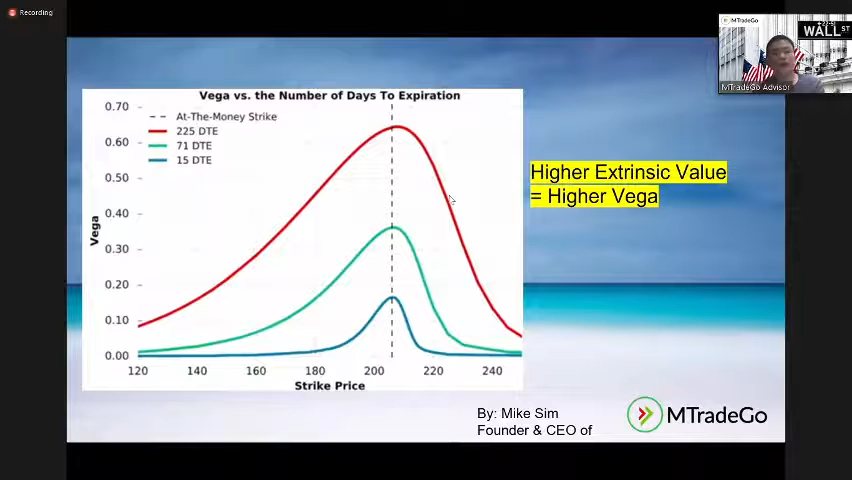 Recording
MTradeGo
WALL ST
MTradeGo Advisor
Vega vs. the Number of Days To Expiration
0.70
0.60
0.50
0.40
0.30
0.20
0.10
0.00
Vega
At-The-Money Strike
225 DTE
71 DTE
15 DTE
120 140 160 180 200 220 240
Strike Price
Higher Extrinsic Value
= Higher Vega
By: Mike Sim
Founder & CEO of
MTradeGo